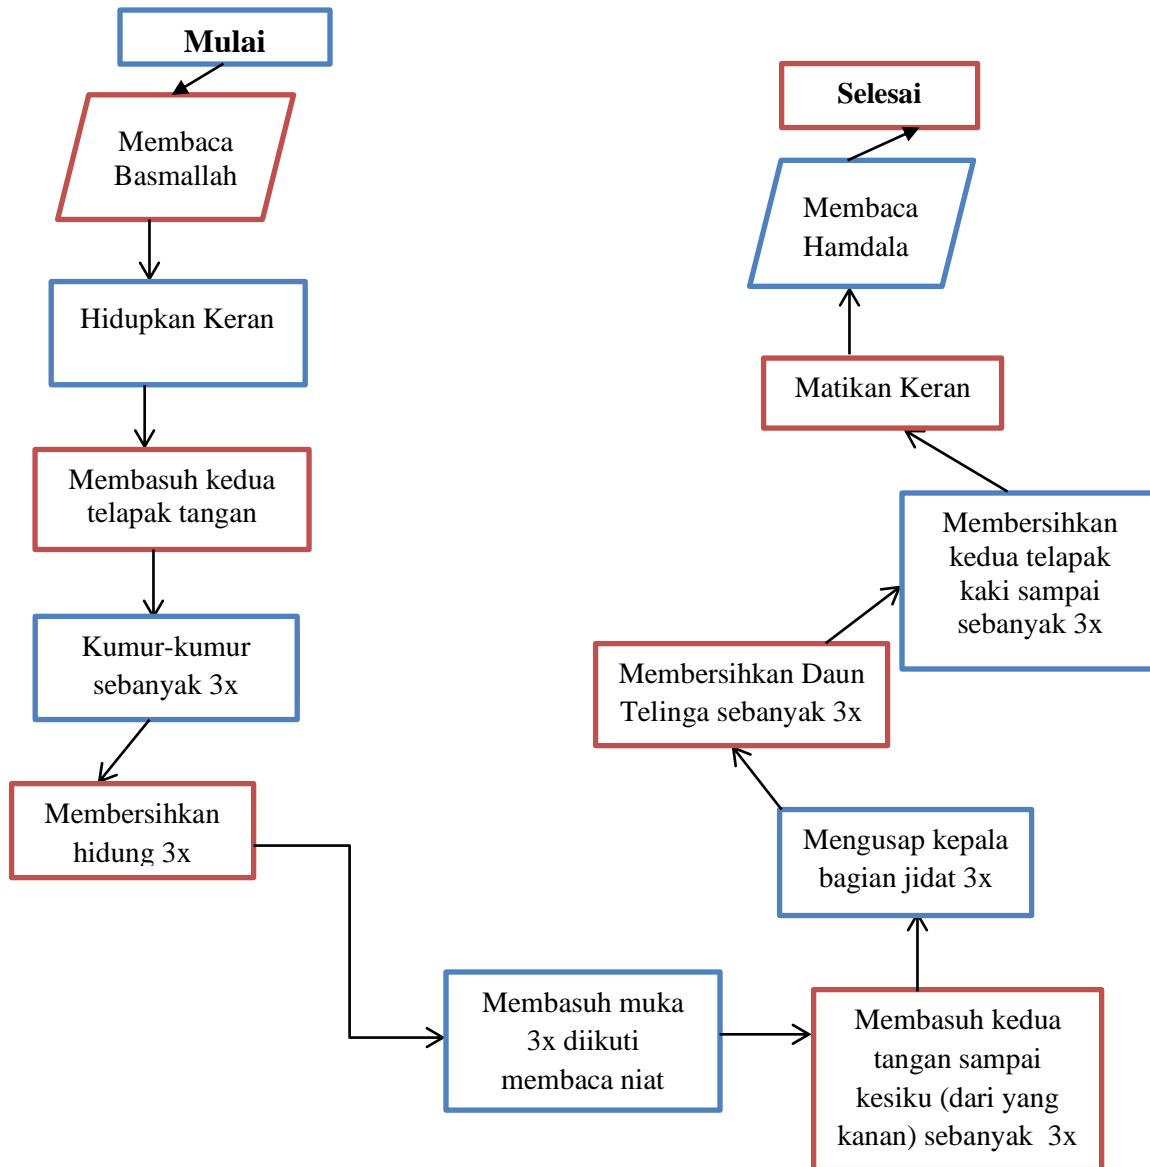 Mulai
Membaca
Basmallah
Hidupkan Keran
Membasuh kedua
telapak tangan
Kumur-kumur
sebanyak 3x
Membersihkan
hidung 3x
Membasuh muka
3x diikuti
membaca niat
Membasuh kedua
tangan sampai
kesiku (dari yang
kanan) sebanyak 3x
Mengusap kepala
bagian jidat 3x
Membersihkan Daun
Telinga sebanyak 3x
Membersihkan
kedua telapak
kaki sampai
sebanyak 3x
Matikan Keran
Membaca
Hamdala
Selesai